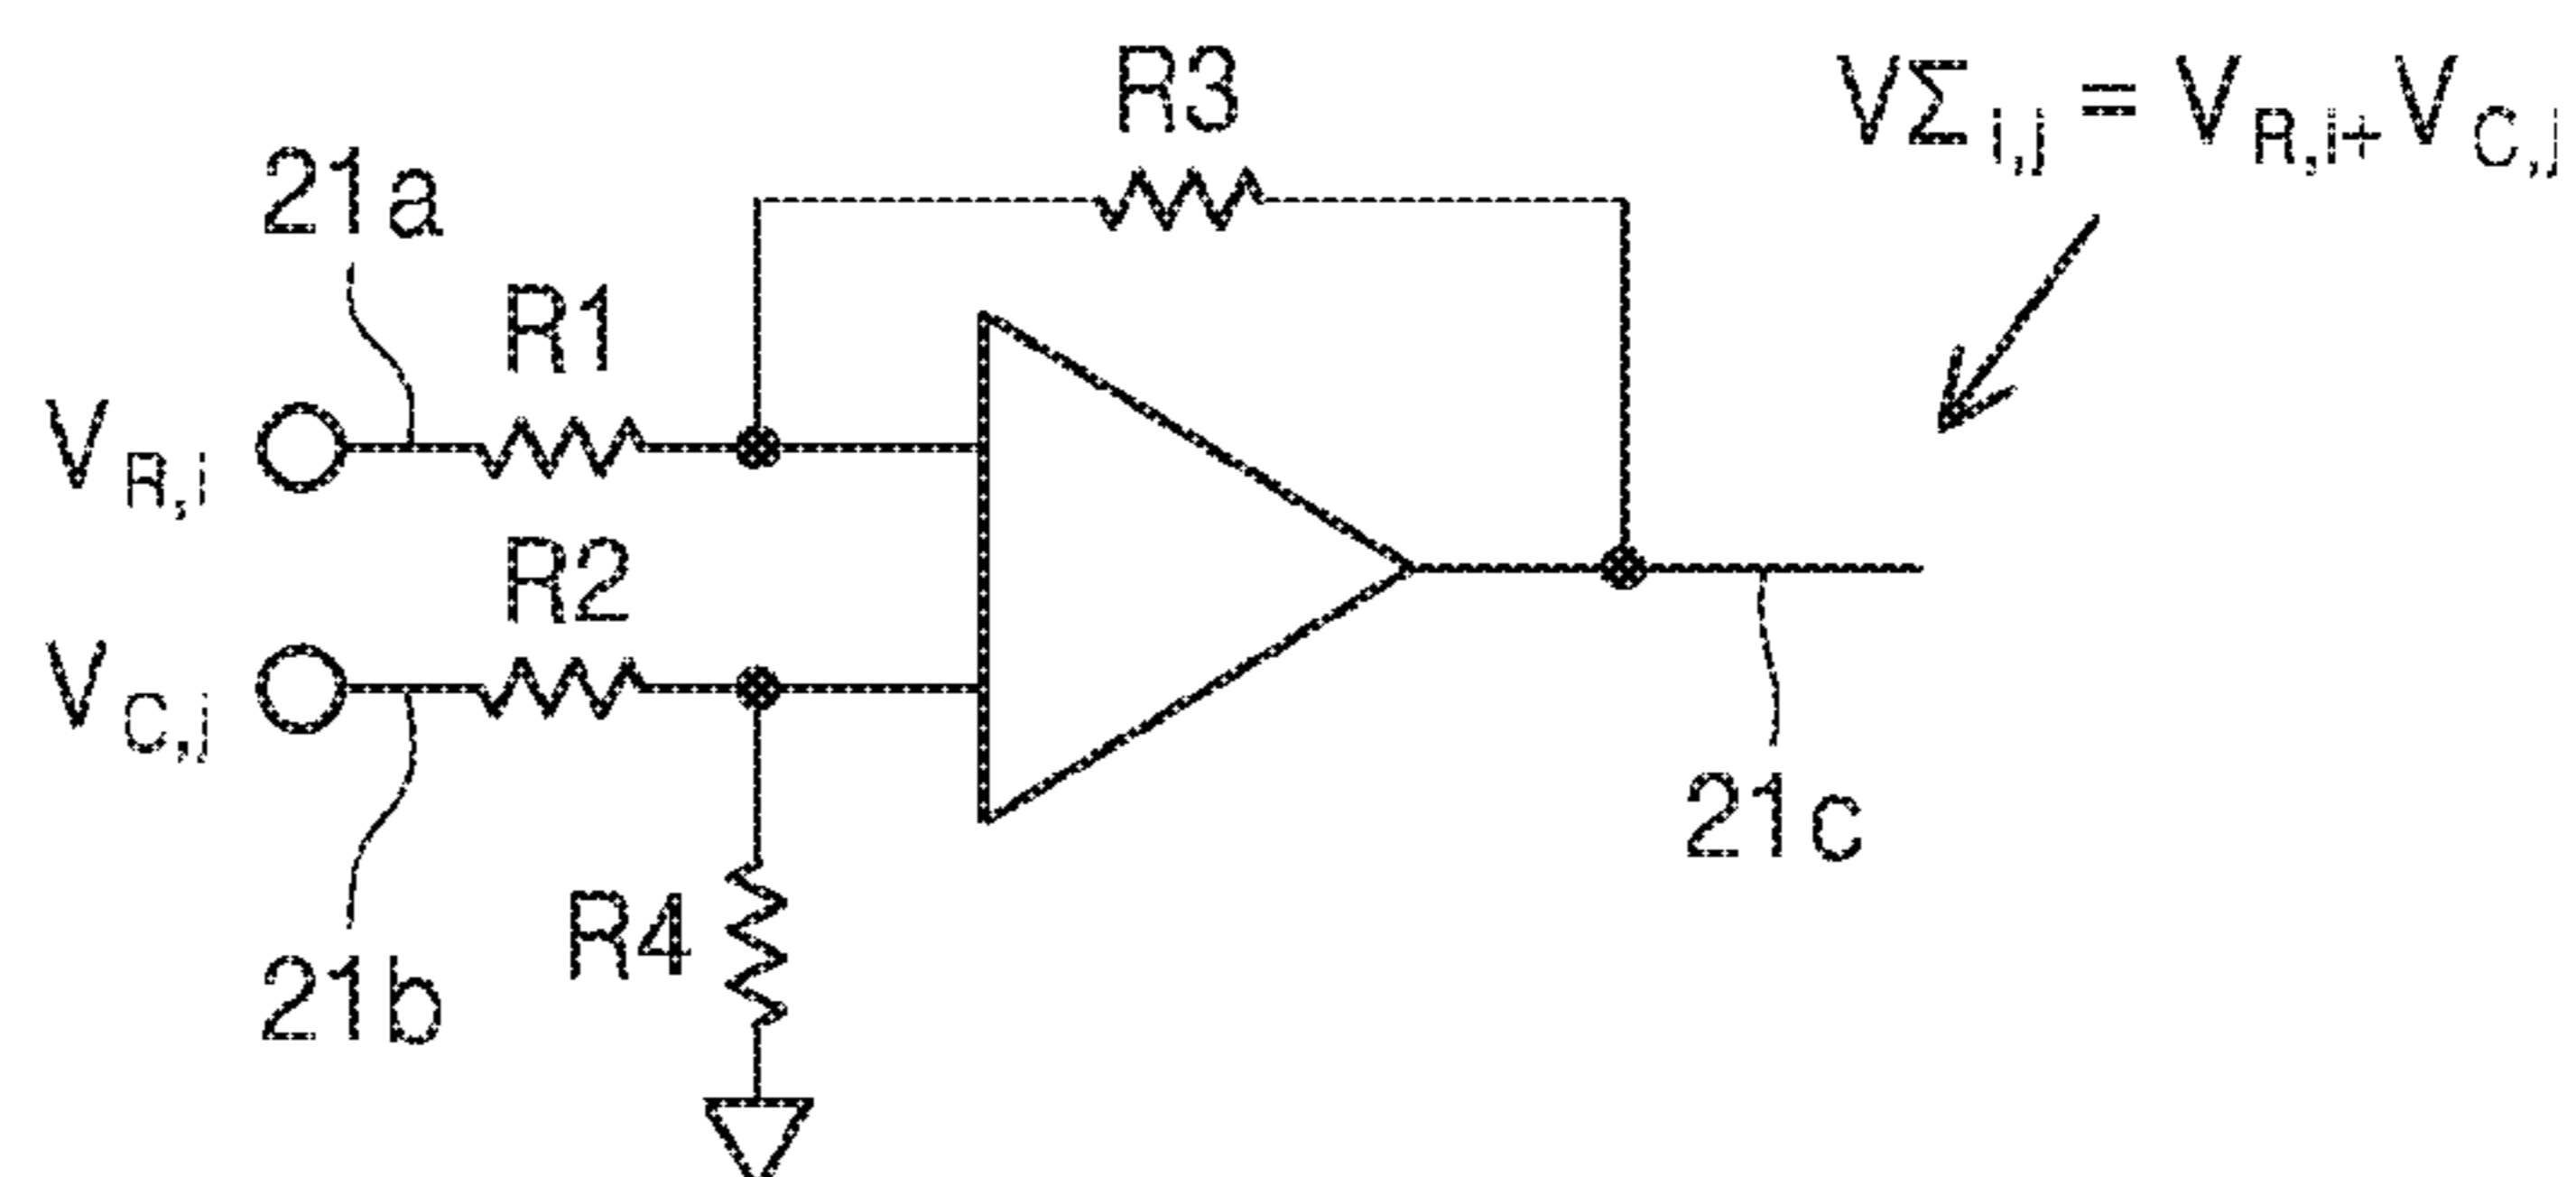 R3
VΣi,j = VR,i+ VC,j
21a
R1
VR,i
R2
VC,j
21c
R4
21b